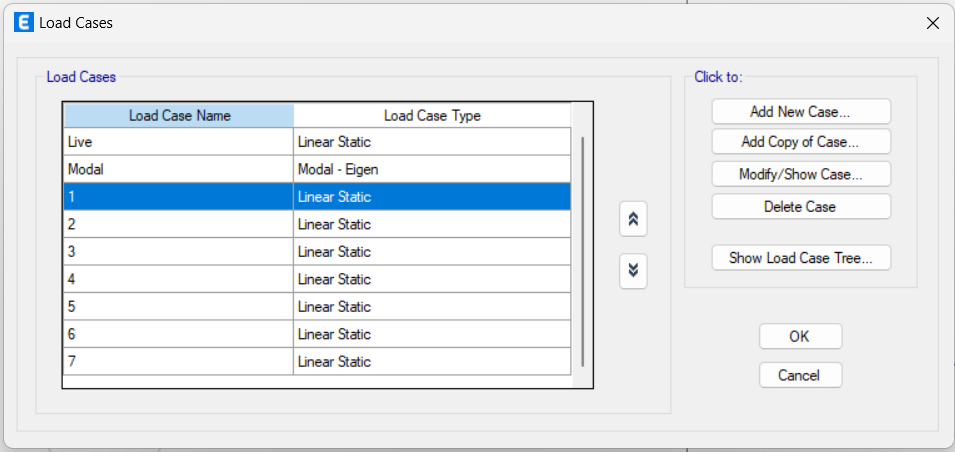 E Load Cases
Load Cases
Load Case Name Load Case Type
Live Linear Static
Modal Modal - Eigen
1 Linear Static
2 Linear Static
3 Linear Static
4 Linear Static
5 Linear Static
6 Linear Static
7 Linear Static
Click to:
Add New Case...
Add Copy of Case...
Modify/Show Case...
Delete Case
Show Load Case Tree...
OK
Cancel